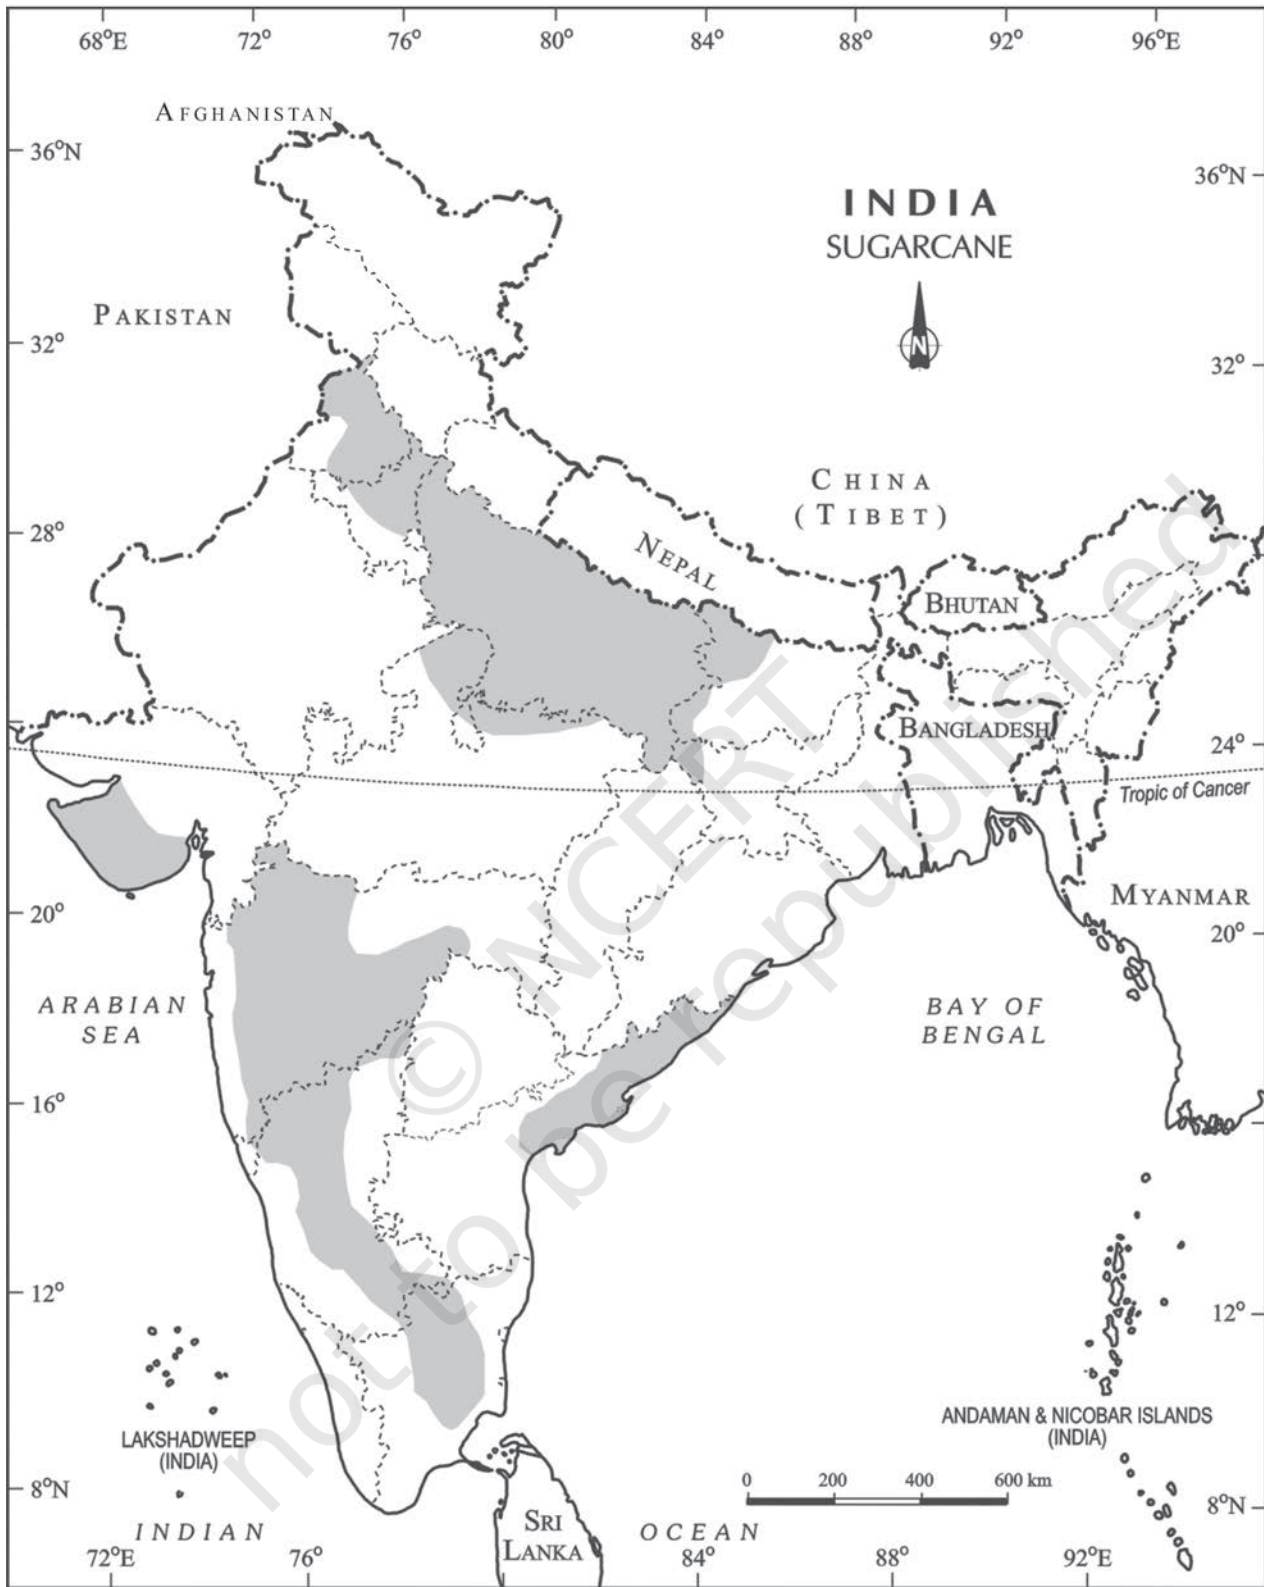 68°E 72° 76° 80° 84° 88° 92° 96°E
AFGHANISTAN
36°N
36°N
INDIA
SUGARCANE
N
PAKISTAN
32°
32°
CHINA
(TIBET)
28°
NEPAL
BHUTAN
BANGLADESH
24°
Tropic of Cancer
MYANMAR
20°
20°
ARABIAN
SEA
BAY OF
BENGAL
16°
12°
12°
LAKSHADWEEP
(INDIA)
ANDAMAN & NICOBAR ISLANDS
(INDIA)
0 200 400 600 km
8°N
8°N
INDIAN
SRI
LANKA
OCEAN
72°E 76° 84° 88° 92°E
© NCERT
not to be republished